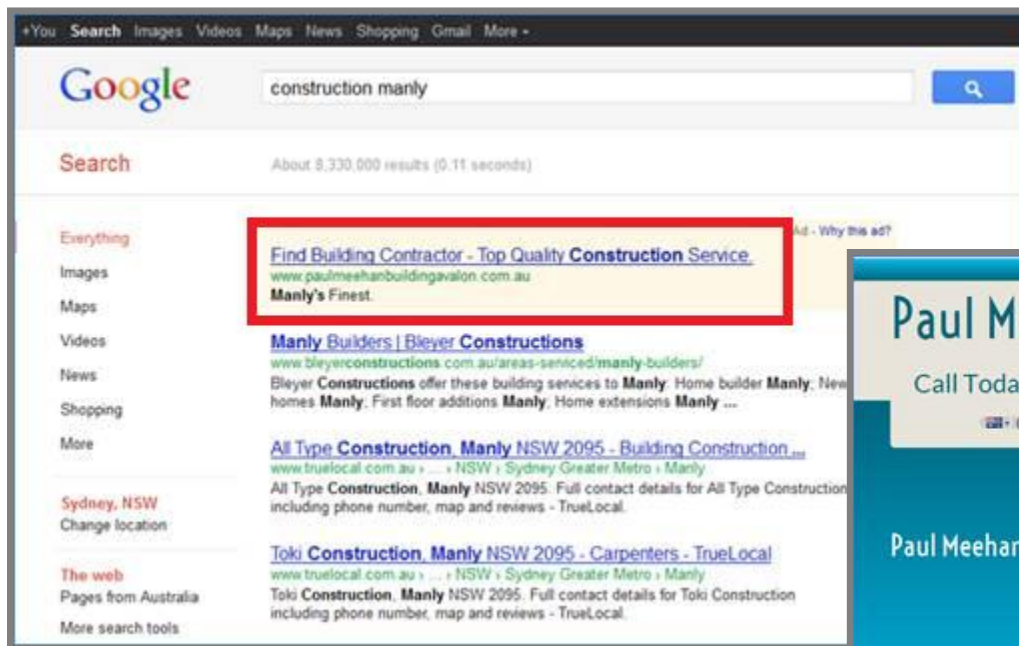 +You Search Images Videos Maps News Shopping Gmail More
Google
construction manly
Search
About 8,330,000 results (0.11 seconds)
Everything
Images
Maps
Videos
News
Shopping
More
Sydney, NSW
Change location
The web
Pages from Australia
More search tools
Ad - Why this ad?
Find Building Contractor - Top Quality Construction Service.
www.paulmeehanbuildingavalon.com.au
Manly's Finest.
Manly Builders | Bleyer Constructions
www.bleyerconstructions.com.au/areas-serviced/manly-builders/
Bleyer Constructions offer these building services to Manly: Home builder Manly; New
homes Manly; First floor additions Manly; Home extensions Manly ...
All Type Construction, Manly NSW 2095 - Building Construction ...
www.truelocal.com.au › ... › NSW › Sydney Greater Metro › Manly
All Type Construction, Manly NSW 2095. Full contact details for All Type Construction
including phone number, map and reviews - TrueLocal.
Toki Construction, Manly NSW 2095 - Carpenters - TrueLocal
www.truelocal.com.au › ... › NSW › Sydney Greater Metro › Manly
Toki Construction, Manly NSW 2095. Full contact details for Toki Construction
including phone number, map and reviews - TrueLocal.
Paul M
Call Toda
Paul Meehan